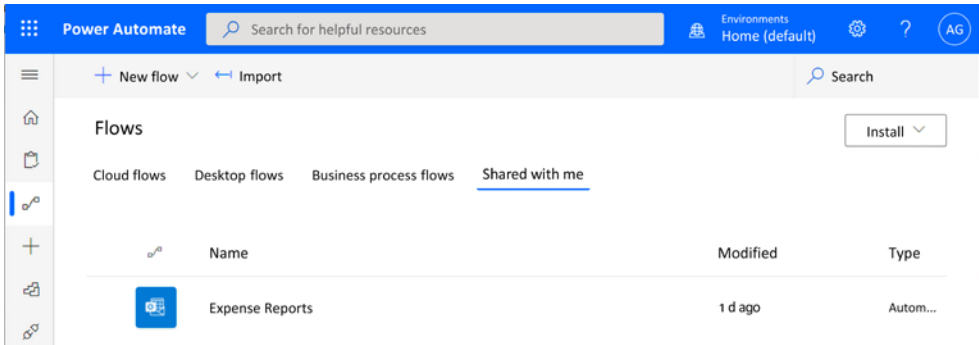 Power Automate
Search for helpful resources
Environments
Home (default)
?
AG
New flow
Import
Search
Flows
Install
Cloud flows Desktop flows Business process flows Shared with me
Name Modified Type
Expense Reports 1 d ago Autom...